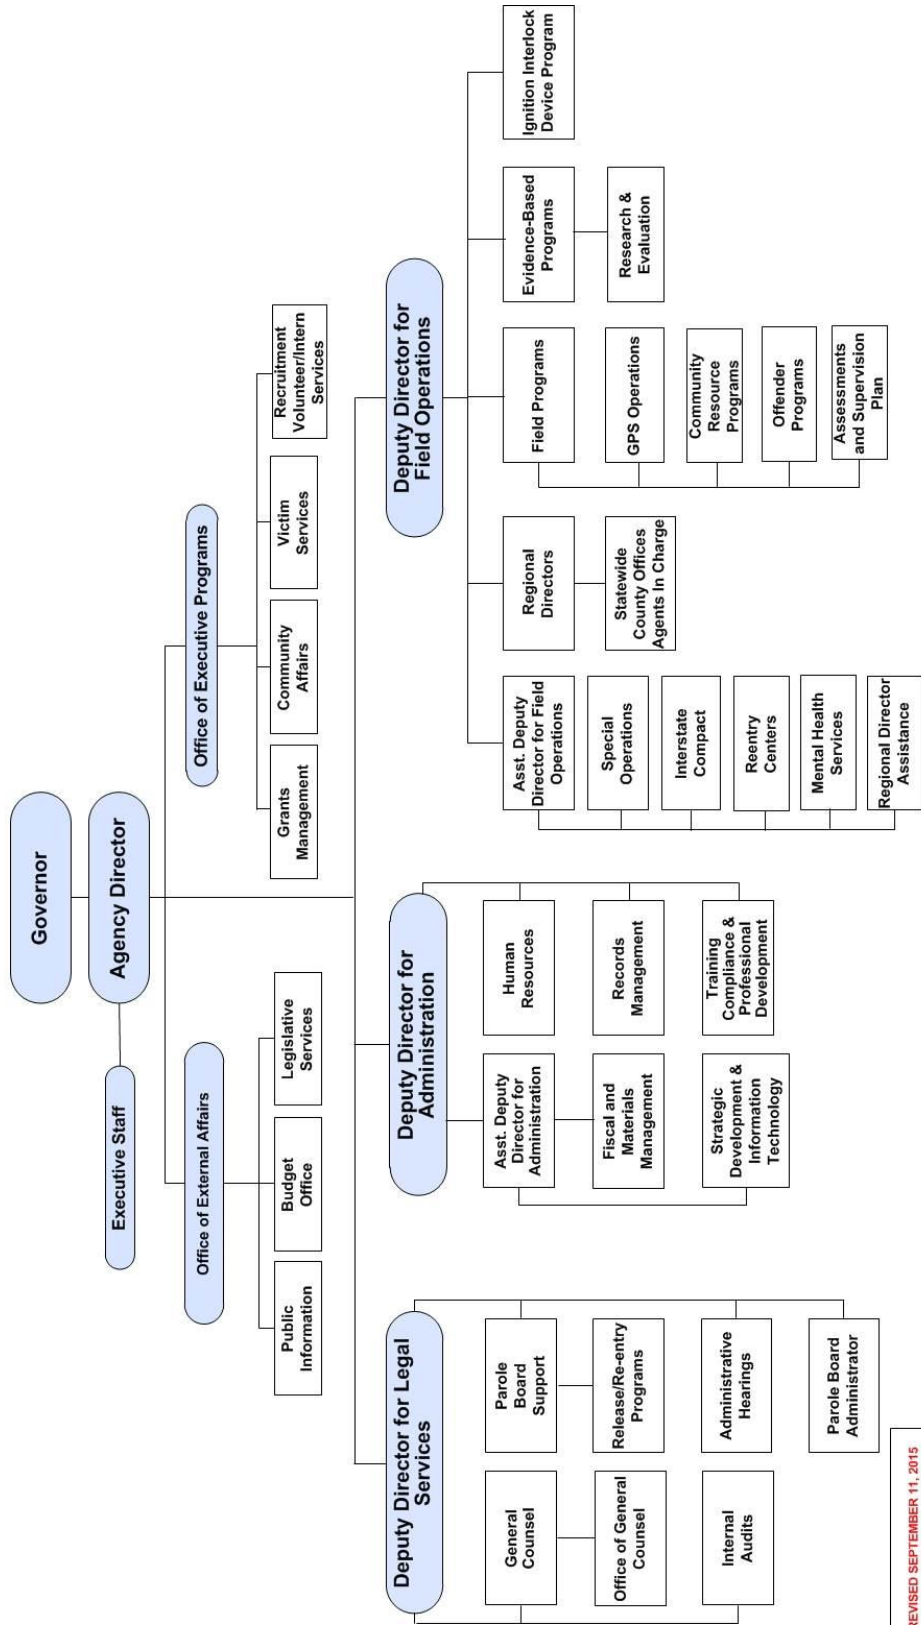 Governor
Agency Director
Executive Staff
Office of External Affairs
Public
Information
Budget
Office
Legislative
Services
Office of Executive Programs
Grants
Management
Community
Affairs
Victim
Services
Recruitment
Volunteer/Intern
Services
Deputy Director for Legal
Services
General
Counsel
Office of General
Counsel
Internal
Audits
Parole
Board
Support
Release/Re-entry
Programs
Administrative
Hearings
Parole Board
Administrator
Deputy Director for
Administration
Asst. Deputy
Director for
Administration
Fiscal and
Materials
Management
Strategic
Development &
Information
Technology
Human
Resources
Records
Management
Training
Compliance &
Professional
Development
Deputy Director for
Field Operations
Asst. Deputy
Director for Field
Operations
Special
Operations
Interstate
Compact
Reentry
Centers
Mental Health
Services
Regional Director
Assistance
Regional
Directors
Statewide
County Offices
Agents In Charge
Field Programs
GPS Operations
Community
Resource
Programs
Offender
Programs
Assessments
and Supervision
Plan
Evidence-Based
Programs
Research &
Evaluation
Ignition Interlock
Device Program
REVISED SEPTEMBER 11, 2015